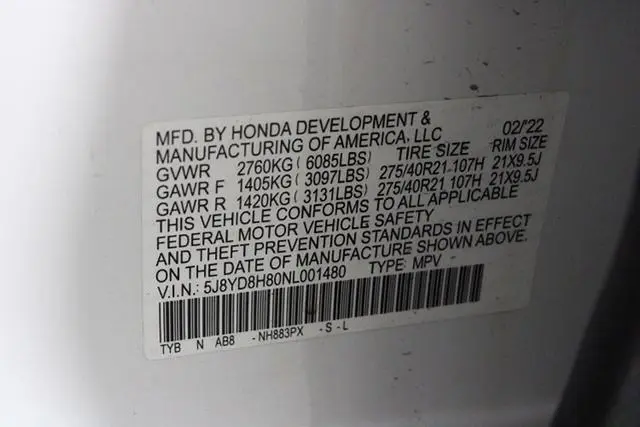 MFD. BY HONDA DEVELOPMENT &
MANUFACTURING OF AMERICA, LLC 02/'22
GVWR 2760KG (6085LBS) TIRE SIZE RIM SIZE
GAWR F 1405KG (3097LBS) 275/40R21 107H 21X9.5J
GAWR R 1420KG (3131LBS) 275/40R21 107H 21X9.5J
THIS VEHICLE CONFORMS TO ALL APPLICABLE
FEDERAL MOTOR VEHICLE SAFETY
AND THEFT PREVENTION STANDARDS IN EFFECT
ON THE DATE OF MANUFACTURE SHOWN ABOVE.
V.I.N.: 5J8YD8H80NL001480 TYPE: MPV
TYB N AB8 -NH883PX -S-L